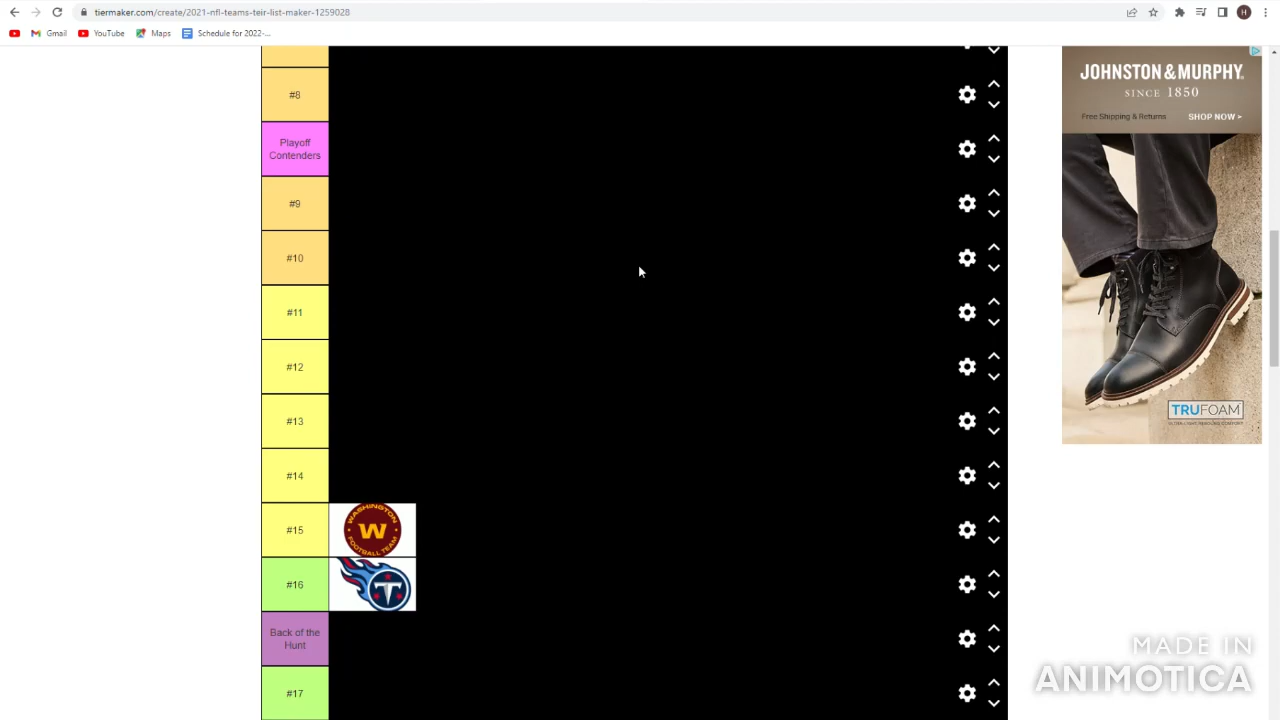 tiermaker.com/create/2021-nfl-teams-teir-list-maker-1259028
H
Gmail
YouTube
Maps
Schedule for 2022-...
#8
Playoff
Contenders
#9
#10
#11
#12
#13
#14
#15
WASHINGTON
W
FOOTBALL TEAM
#16
T
Back of the
Hunt
#17
JOHNSTON & MURPHY.
SINCE 1850
Free Shipping & Returns
SHOP NOW >
TRUFOAM
MADE IN
ANIMOTICA